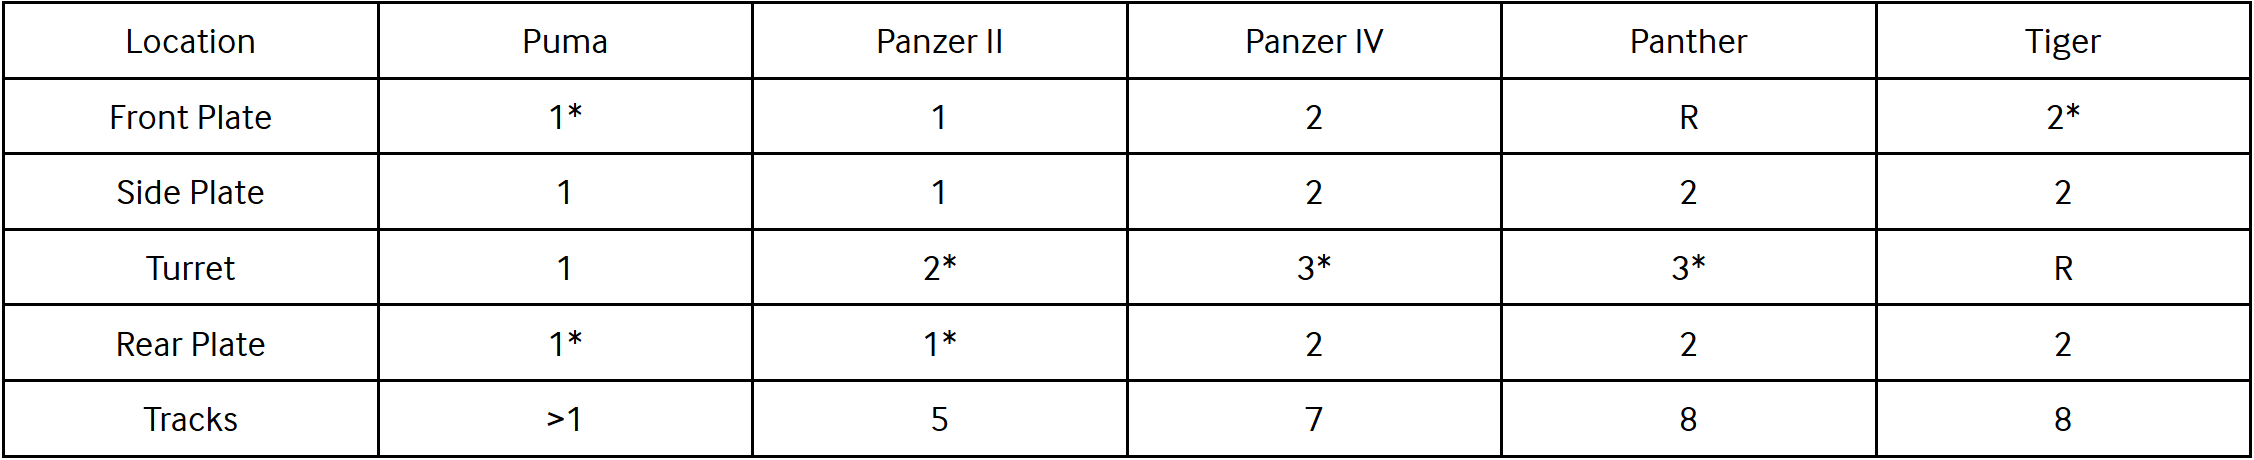 Location Puma Panzer II Panzer IV Panther Tiger
Front Plate 1* 1 2 R 2*
Side Plate 1 1 2 2 2
Turret 1 2* 3* 3* R
Rear Plate 1* 1* 2 2 2
Tracks >1 5 7 8 8